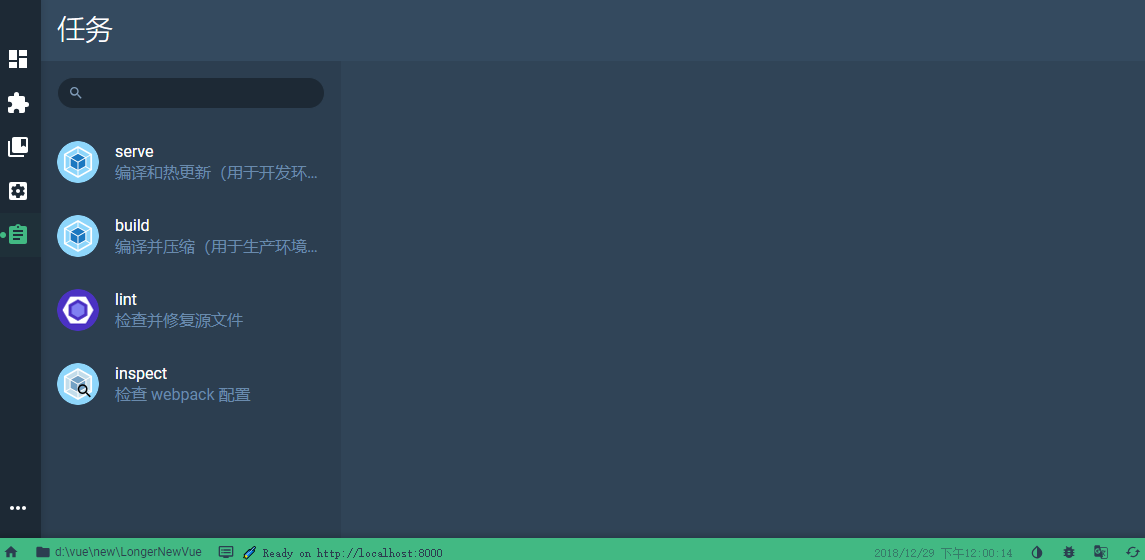 任务
serve
编译和热更新（用于开发环...
build
编译并压缩（用于生产环境...
lint
检查并修复源文件
inspect
检查 webpack 配置
d:\vue\new\LongerNewVue
Ready on http://localhost:8000
2018/12/29 下午12:00:14